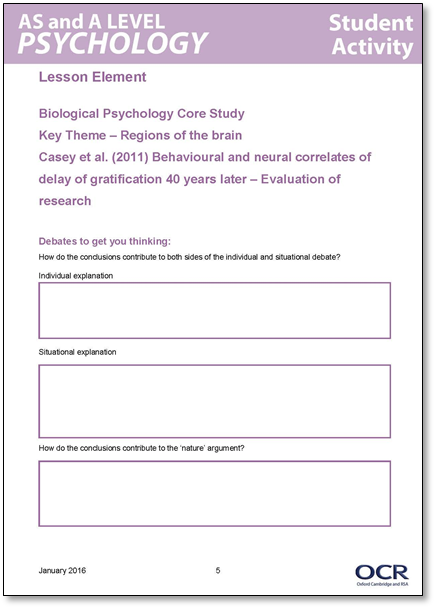 AS and A LEVEL
PSYCHOLOGY
Student
Activity
Lesson Element
Biological Psychology Core Study
Key Theme – Regions of the brain
Casey et al. (2011) Behavioural and neural correlates of
delay of gratification 40 years later – Evaluation of
research
Debates to get you thinking:
How do the conclusions contribute to both sides of the individual and situational debate?
Individual explanation
Situational explanation
How do the conclusions contribute to the ‘nature’ argument?
January 2016
5
OCR
Oxford Cambridge and RSA